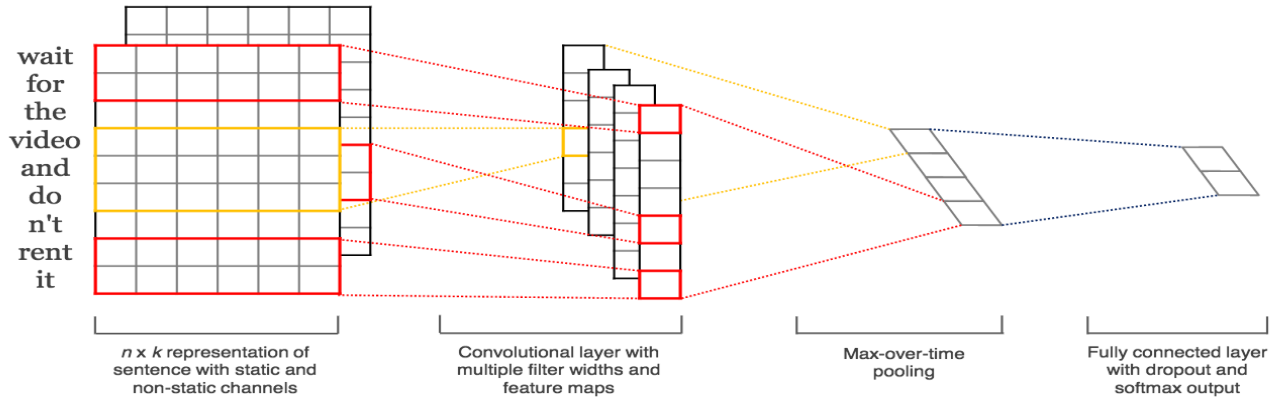 wait
for
the
video
and
do
n't
rent
it
n x k representation of
sentence with static and
non-static channels
Convolutional layer with
multiple filter widths and
feature maps
Max-over-time
pooling
Fully connected layer
with dropout and
softmax output